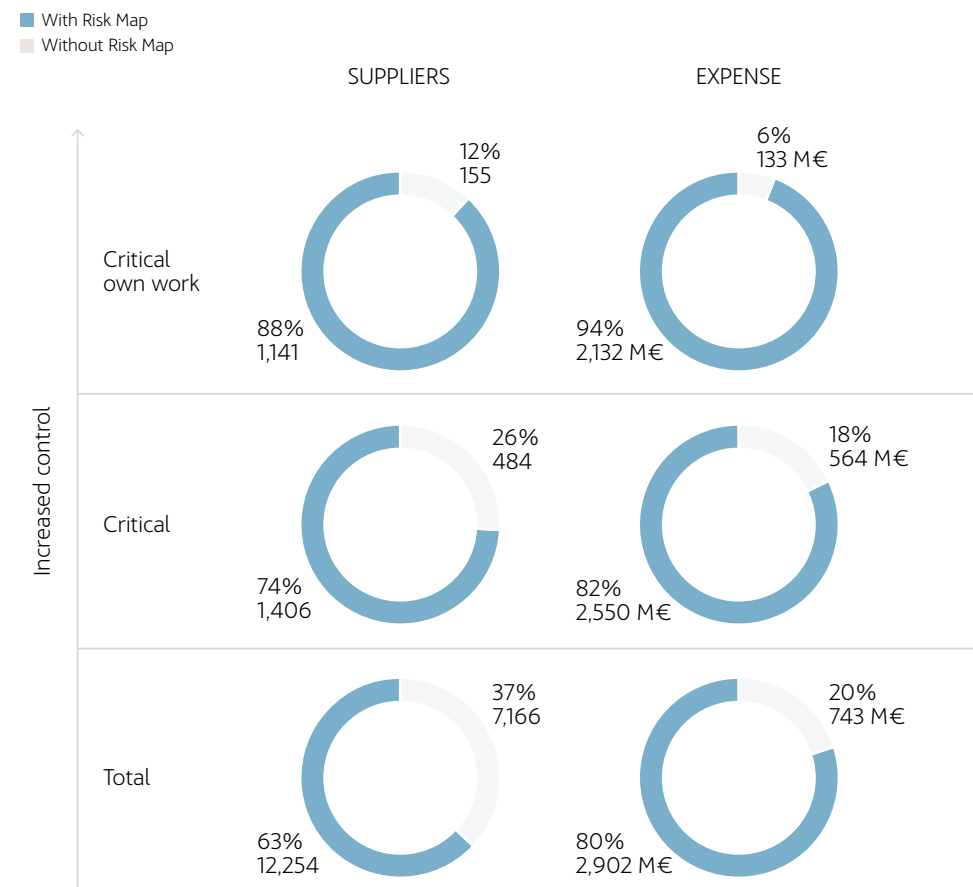 With Risk Map
Without Risk Map
SUPPLIERS
EXPENSE
Increased control
Critical
own work
12%
155
88%
1,141
6%
133 M€
94%
2,132 M€
Critical
26%
484
74%
1,406
18%
564 M€
82%
2,550 M€
Total
37%
7,166
63%
12,254
20%
743 M€
80%
2,902 M€